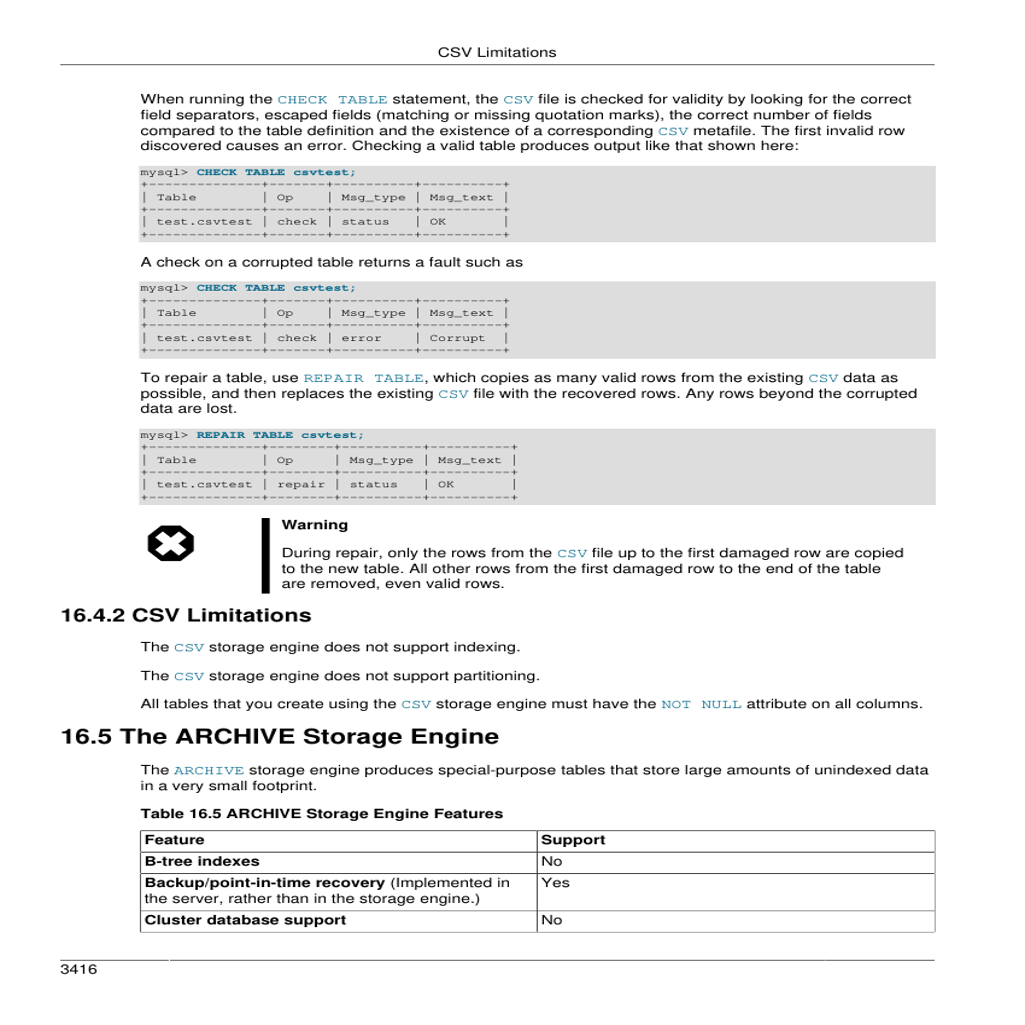 CSV Limitations
When running the CHECK TABLE statement, the CSV file is checked for validity by looking for the correct
field separators, escaped fields (matching or missing quotation marks), the correct number of fields
compared to the table definition and the existence of a corresponding CSV metafile. The first invalid row
discovered causes an error. Checking a valid table produces output like that shown here:
mysql> CHECK TABLE csvtest;
+--------------+-------+----------+----------+
| Table        | Op    | Msg_type | Msg_text |
+--------------+-------+----------+----------+
| test.csvtest | check | status   | OK       |
+--------------+-------+----------+----------+
A check on a corrupted table returns a fault such as
mysql> CHECK TABLE csvtest;
+--------------+-------+----------+----------+
| Table        | Op    | Msg_type | Msg_text |
+--------------+-------+----------+----------+
| test.csvtest | check | error    | Corrupt  |
+--------------+-------+----------+----------+
To repair a table, use REPAIR TABLE, which copies as many valid rows from the existing CSV data as
possible, and then replaces the existing CSV file with the recovered rows. Any rows beyond the corrupted
data are lost.
mysql> REPAIR TABLE csvtest;
+--------------+--------+----------+----------+
| Table        | Op     | Msg_type | Msg_text |
+--------------+--------+----------+----------+
| test.csvtest | repair | status   | OK       |
+--------------+--------+----------+----------+
Warning
During repair, only the rows from the CSV file up to the first damaged row are copied
to the new table. All other rows from the first damaged row to the end of the table
are removed, even valid rows.
16.4.2 CSV Limitations
The CSV storage engine does not support indexing.
The CSV storage engine does not support partitioning.
All tables that you create using the CSV storage engine must have the NOT NULL attribute on all columns.
16.5 The ARCHIVE Storage Engine
The ARCHIVE storage engine produces special-purpose tables that store large amounts of unindexed data
in a very small footprint.
Table 16.5 ARCHIVE Storage Engine Features
Feature Support
B-tree indexes No
Backup/point-in-time recovery (Implemented in Yes
the server, rather than in the storage engine.)
Cluster database support No
3416